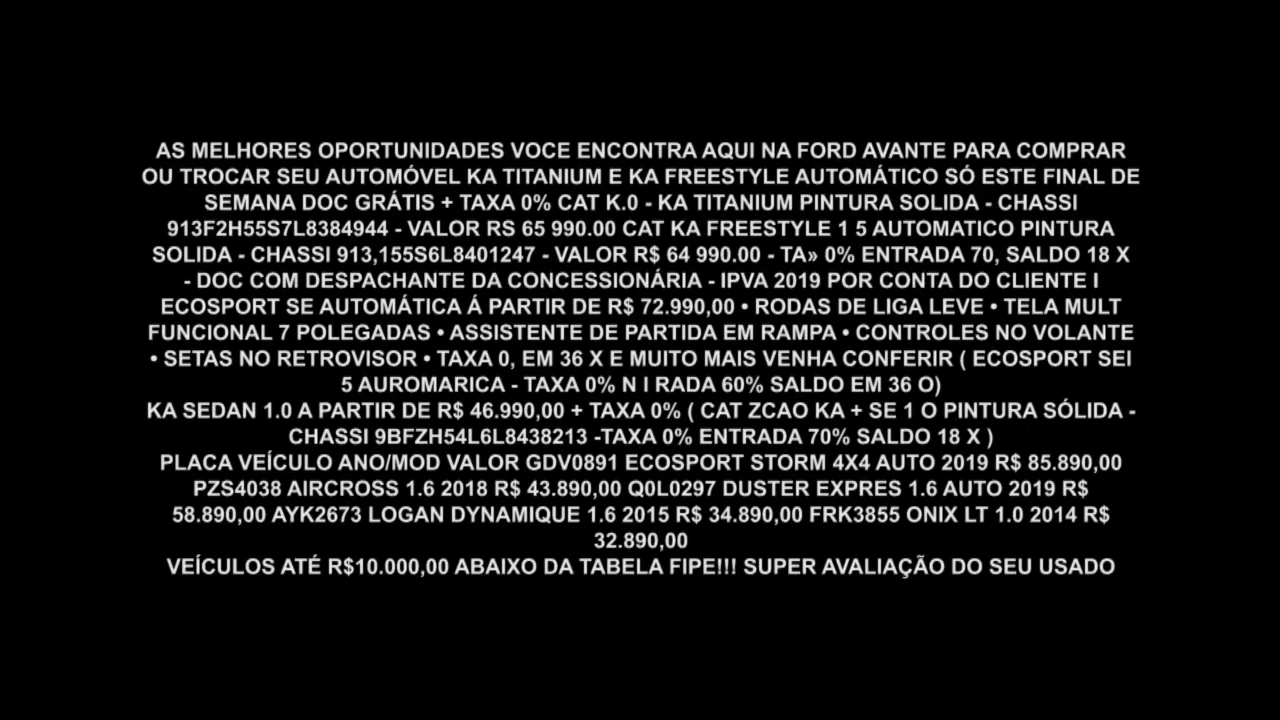 AS MELHORES OPORTUNIDADES VOCE ENCONTRA AQUI NA FORD AVANTE PARA COMPRAR
OU TROCAR SEU AUTOMÓVEL KA TITANIUM E KA FREESTYLE AUTOMÁTICO SÓ ESTE FINAL DE
SEMANA DOC GRÁTIS + TAXA 0% CAT K.0 - KA TITANIUM PINTURA SOLIDA - CHASSI
913F2H55S7L8384944 - VALOR RS 65 990.00 CAT KA FREESTYLE 1 5 AUTOMATICO PINTURA
SOLIDA - CHASSI 913,155S6L8401247 - VALOR R$ 64 990.00 - TA» 0% ENTRADA 70, SALDO 18 X
- DOC COM DESPACHANTE DA CONCESSIONÁRIA - IPVA 2019 POR CONTA DO CLIENTE I
ECOSPORT SE AUTOMÁTICA Á PARTIR DE R$ 72.990,00 • RODAS DE LIGA LEVE • TELA MULT
FUNCIONAL 7 POLEGADAS • ASSISTENTE DE PARTIDA EM RAMPA • CONTROLES NO VOLANTE
• SETAS NO RETROVISOR • TAXA 0, EM 36 X E MUITO MAIS VENHA CONFERIR ( ECOSPORT SEI
5 AUROMARICA - TAXA 0% N I RADA 60% SALDO EM 36 O)
KA SEDAN 1.0 A PARTIR DE R$ 46.990,00 + TAXA 0% ( CAT ZCAO KA + SE 1 O PINTURA SÓLIDA -
CHASSI 9BFZH54L6L8438213 -TAXA 0% ENTRADA 70% SALDO 18 X )
PLACA VEÍCULO ANO/MOD VALOR GDV0891 ECOSPORT STORM 4X4 AUTO 2019 R$ 85.890,00
PZS4038 AIRCROSS 1.6 2018 R$ 43.890,00 Q0L0297 DUSTER EXPRES 1.6 AUTO 2019 R$
58.890,00 AYK2673 LOGAN DYNAMIQUE 1.6 2015 R$ 34.890,00 FRK3855 ONIX LT 1.0 2014 R$
32.890,00
VEÍCULOS ATÉ R$10.000,00 ABAIXO DA TABELA FIPE!!! SUPER AVALIAÇÃO DO SEU USADO